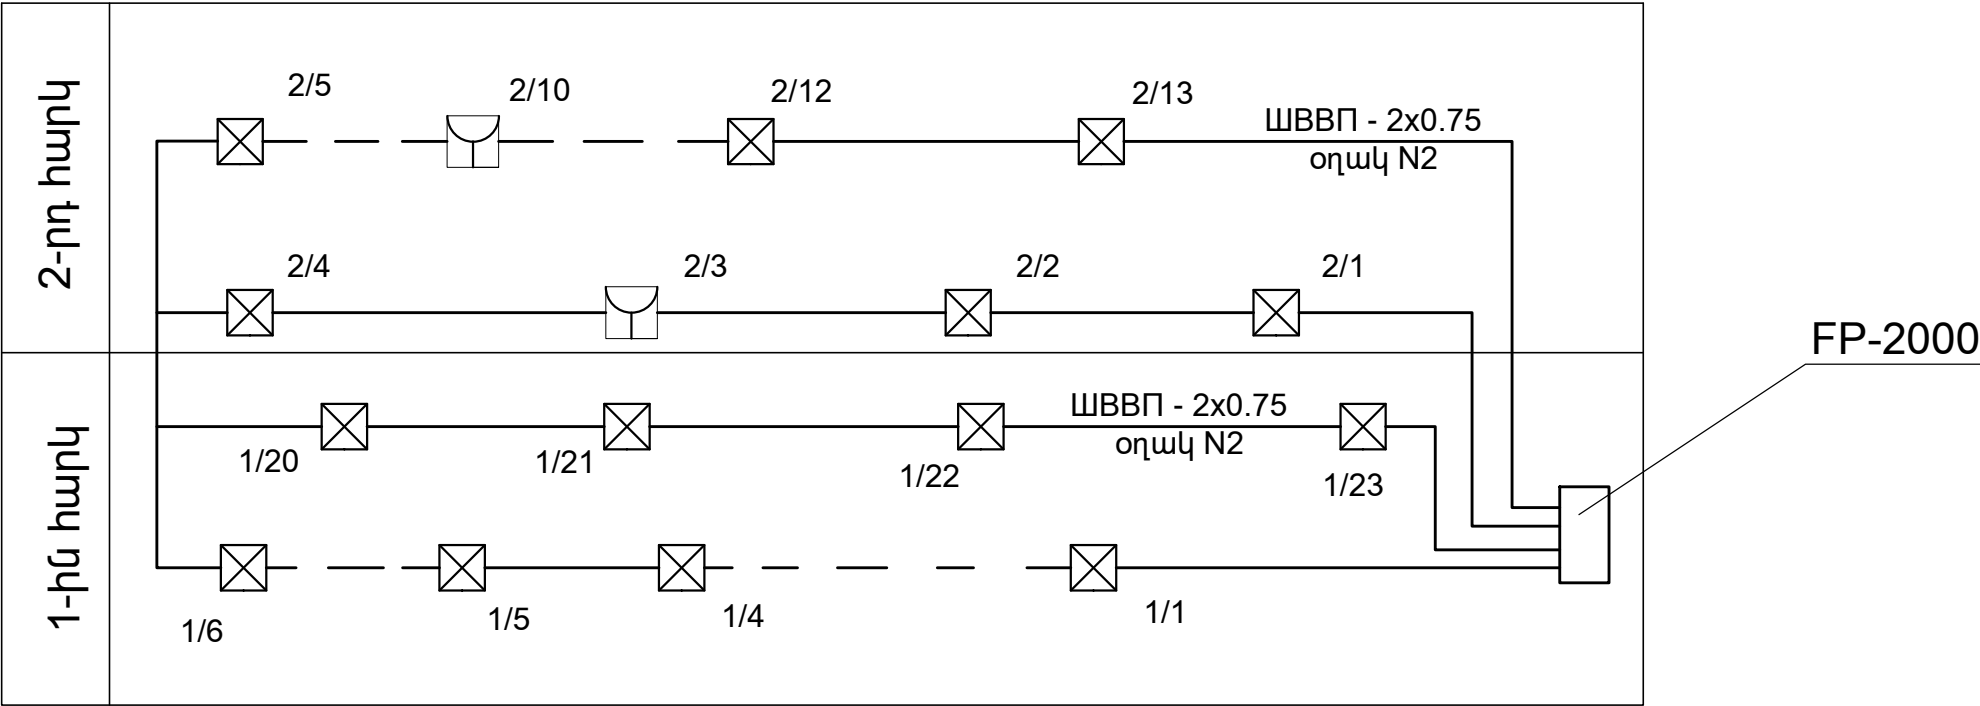 2-րդ հարկ
2/5
2/10
2/12
2/13
ШВВП - 2x0.75
օղակ N2
2/4
2/3
2/2
2/1
FP-2000
1-ին հարկ
1/20
1/21
1/22
ШВВП - 2x0.75
օղակ N2
1/23
1/6
1/5
1/4
1/1